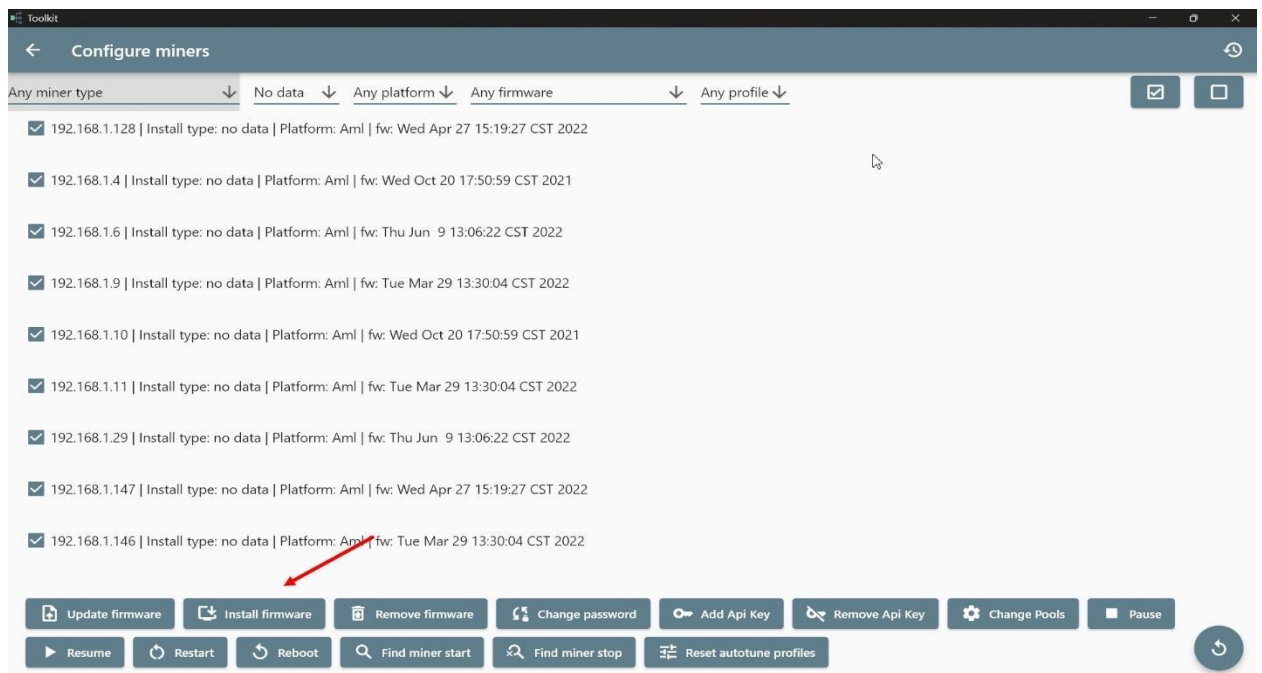 Toolkit
Configure miners
Any miner type No data Any platform Any firmware Any profile
192.168.1.128 | Install type: no data | Platform: Aml | fw: Wed Apr 27 15:19:27 CST 2022
192.168.1.4 | Install type: no data | Platform: Aml | fw: Wed Oct 20 17:50:59 CST 2021
192.168.1.6 | Install type: no data | Platform: Aml | fw: Thu Jun  9 13:06:22 CST 2022
192.168.1.9 | Install type: no data | Platform: Aml | fw: Tue Mar 29 13:30:04 CST 2022
192.168.1.10 | Install type: no data | Platform: Aml | fw: Wed Oct 20 17:50:59 CST 2021
192.168.1.11 | Install type: no data | Platform: Aml | fw: Tue Mar 29 13:30:04 CST 2022
192.168.1.29 | Install type: no data | Platform: Aml | fw: Thu Jun  9 13:06:22 CST 2022
192.168.1.147 | Install type: no data | Platform: Aml | fw: Wed Apr 27 15:19:27 CST 2022
192.168.1.146 | Install type: no data | Platform: Aml | fw: Tue Mar 29 13:30:04 CST 2022
Update firmware Install firmware Remove firmware Change password Add Api Key Remove Api Key Change Pools Pause
Resume Restart Reboot Find miner start Find miner stop Reset autotune profiles